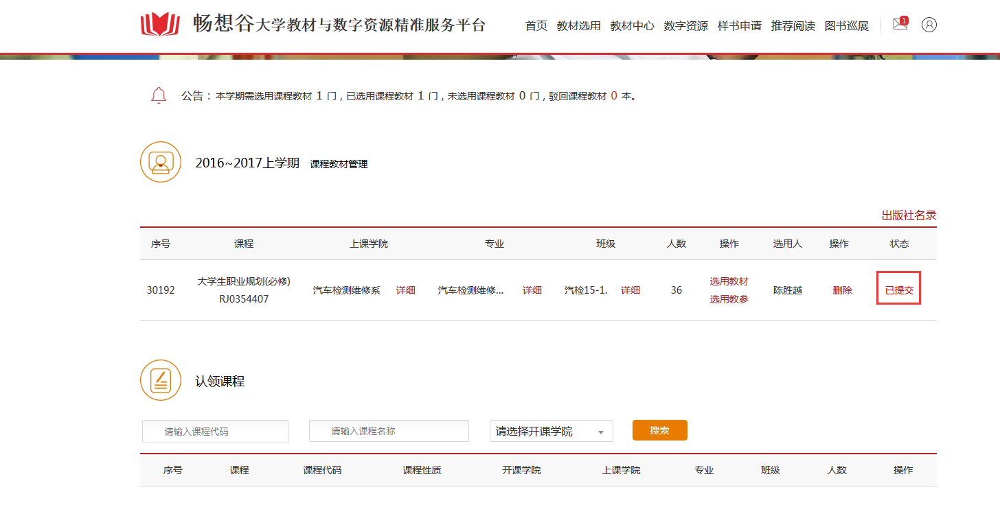 畅想谷大学教材与数字资源精准服务平台
首页 教材选用 教材中心 数字资源 样书申请 推荐阅读 图书巡展 1
公告：本学期需选用课程教材 1 门，已选用课程教材 1 门，未选用课程教材 0 门，驳回课程教材 0 本。
2016~2017上学期 课程教材管理
出版社名录
序号 课程 上课学院 专业 班级 人数 操作 选用人 操作 状态
30192 大学生职业规划(必修) 汽车检测维修系 详细 汽车检测维修... 详细 汽检15-1. 详细 36 选用教材 陈胜越 删除 已提交
RJ0354407 选用教参
认领课程
请输入课程代码 请输入课程名称 请选择开课学院 搜索
序号 课程 课程代码 课程性质 开课学院 上课学院 专业 班级 人数 操作